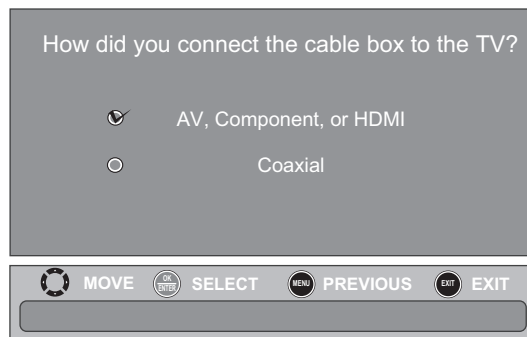 How did you connect the cable box to the TV?
AV, Component, or HDMI
Coaxial
MOVE OK ENTER SELECT MENU PREVIOUS EXIT EXIT